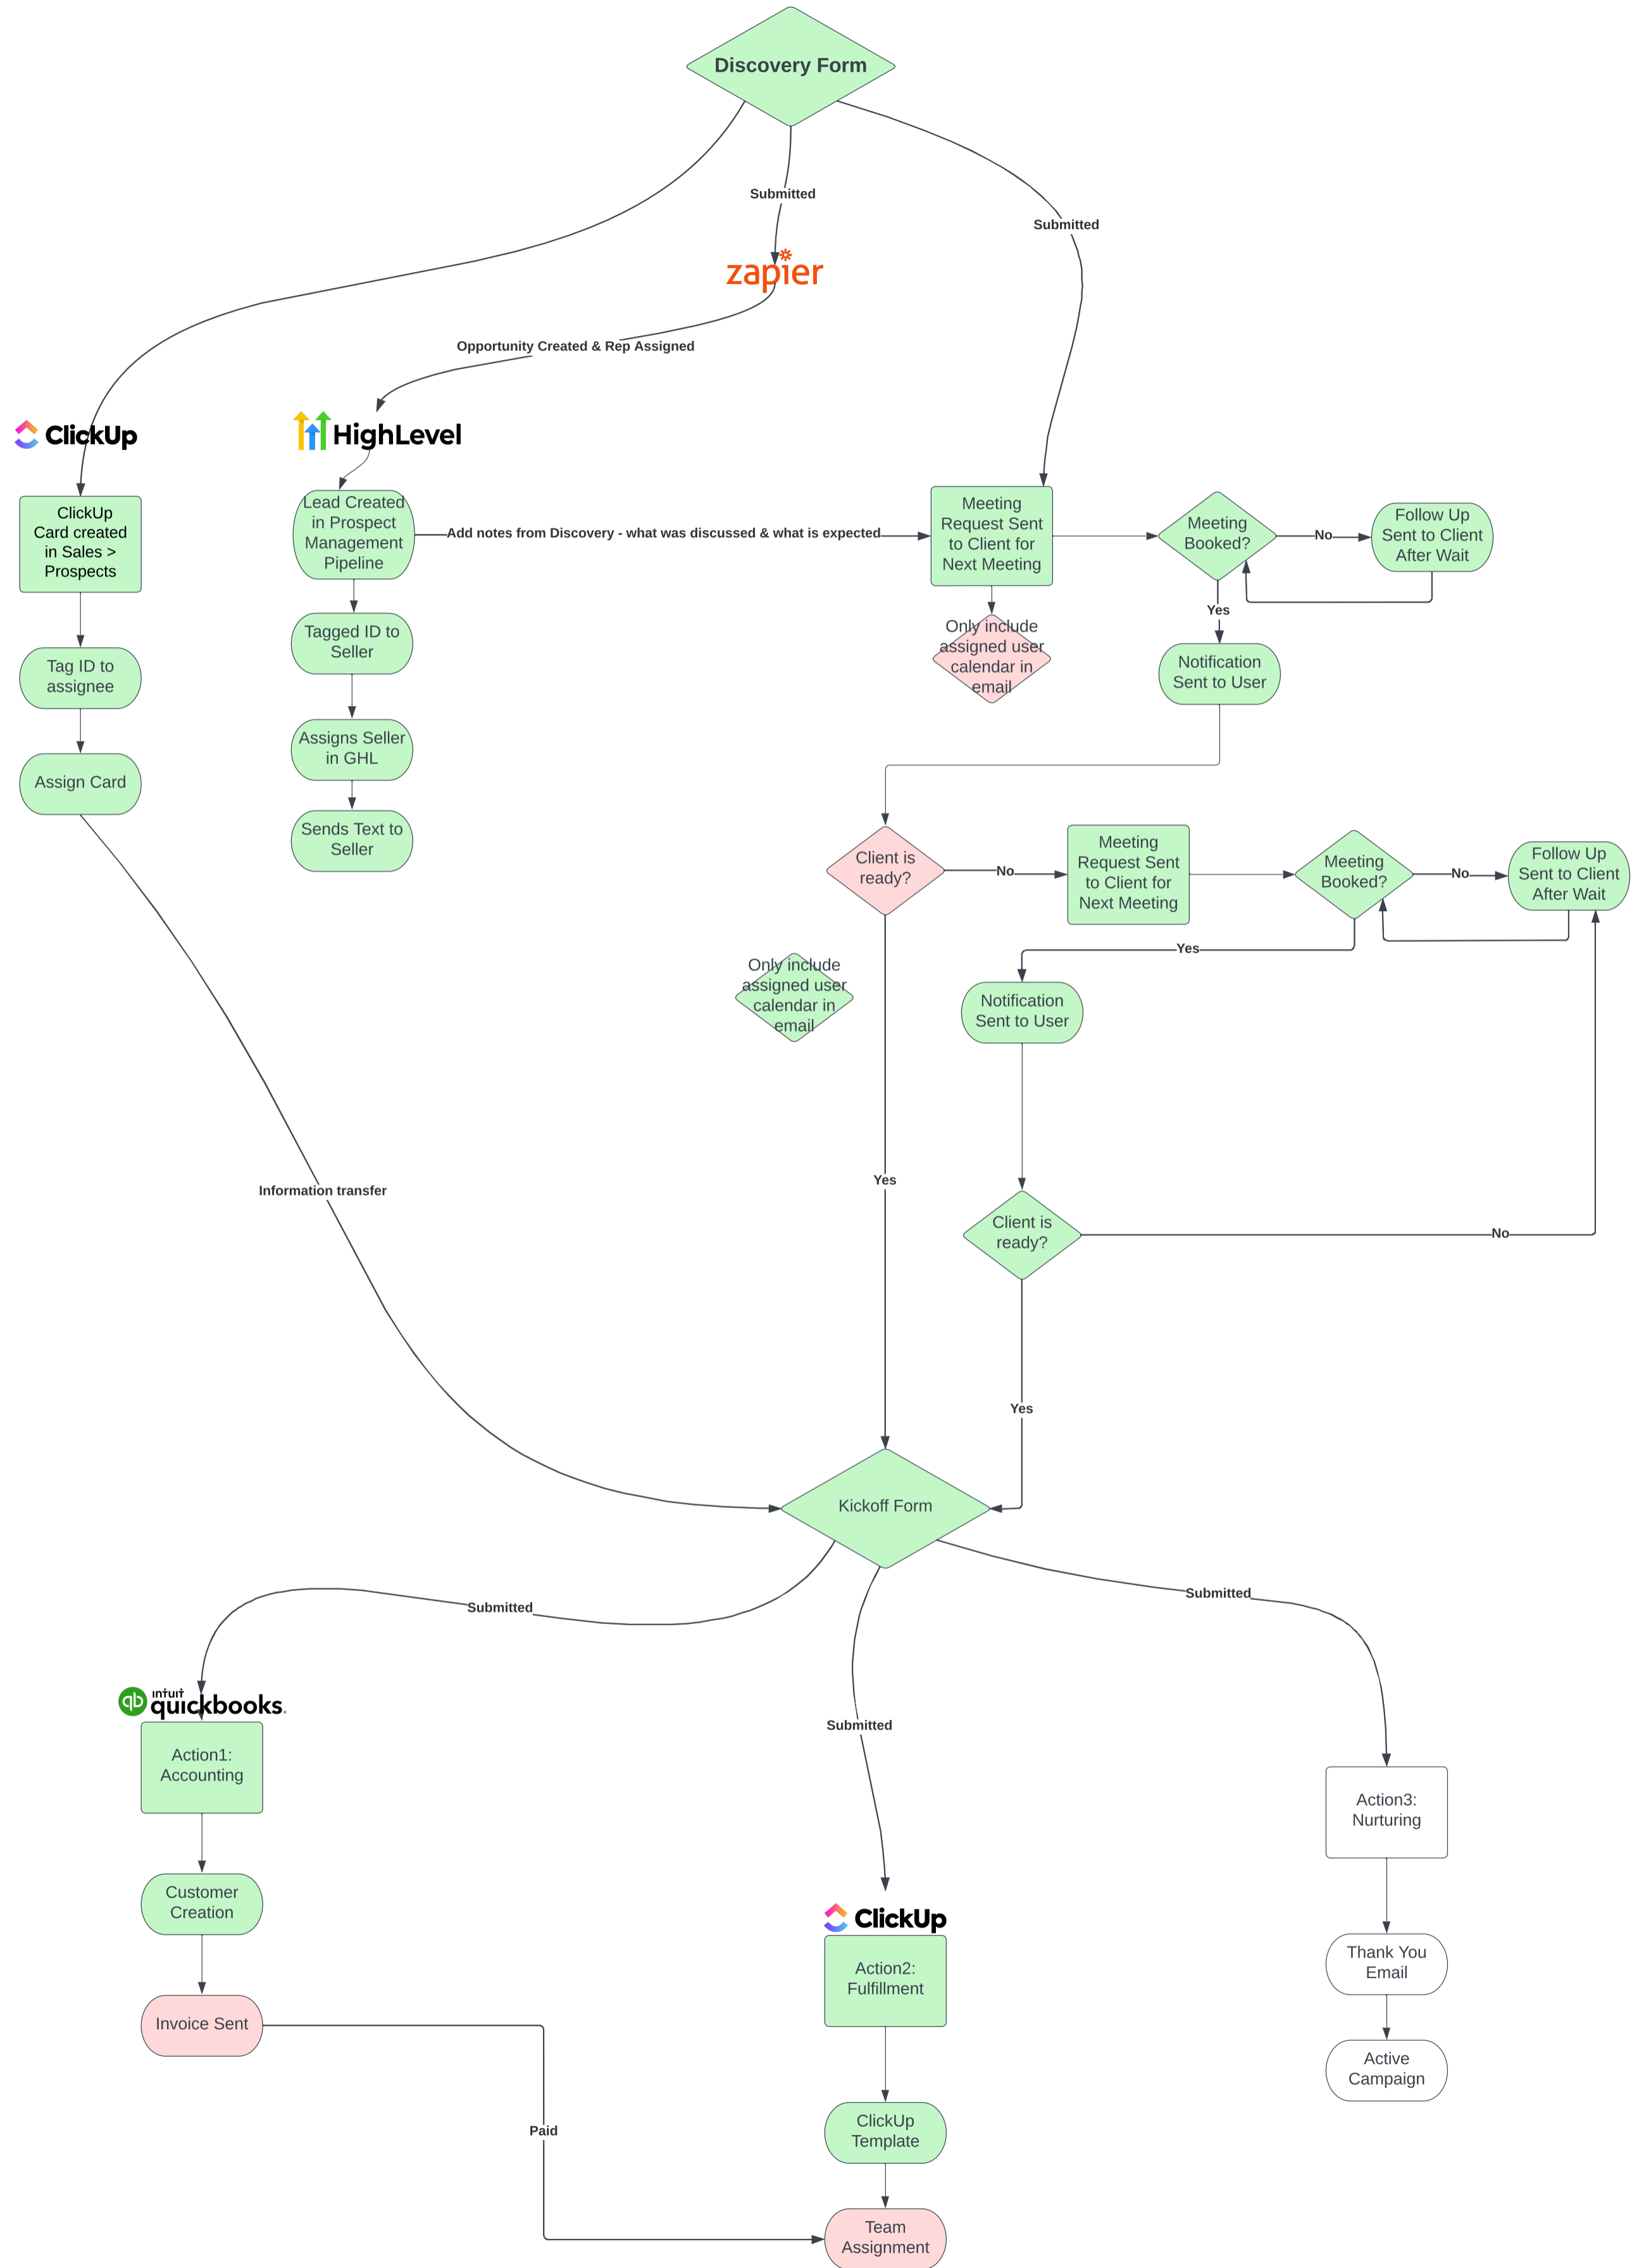 Discovery Form
Submitted
Submitted
zapier
Opportunity Created & Rep Assigned
ClickUp
HighLevel
ClickUp
Card created
in Sales >
Prospects
Lead Created
in Prospect
Management
Pipeline
Add notes from Discovery - what was discussed & what is expected
Meeting
Request Sent
to Client for
Next Meeting
Meeting
Booked?
No
Follow Up
Sent to Client
After Wait
Yes
Tagged ID to
Seller
Only include
assigned user
calendar in
email
Notification
Sent to User
Tag ID to
assignee
Assigns Seller
in GHL
Assign Card
Sends Text to
Seller
Client is
ready?
No
Meeting
Request Sent
to Client for
Next Meeting
Meeting
Booked?
No
Follow Up
Sent to Client
After Wait
Yes
Only include
assigned user
calendar in
email
Notification
Sent to User
Yes
Information transfer
Client is
ready?
No
Yes
Kickoff Form
Submitted
Submitted
Submitted
qb
intuit
quickbooks
Action1:
Accounting
Action3:
Nurturing
Customer
Creation
ClickUp
Action2:
Fulfillment
Thank You
Email
Invoice Sent
Active
Campaign
Paid
ClickUp
Template
Team
Assignment